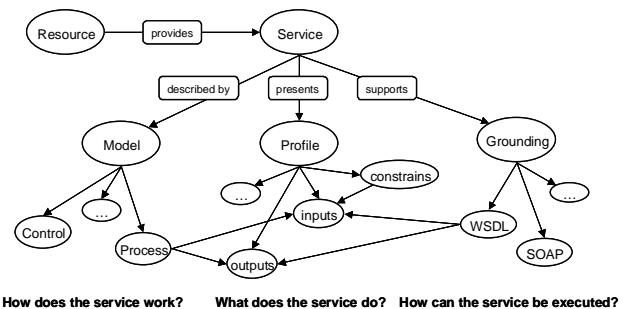 Resource
provides
Service
described by
presents
supports
Model
Profile
Grounding
...
constrains
...
...
inputs
Control
Process
WSDL
outputs
SOAP
How does the service work?
What does the service do?
How can the service be executed?